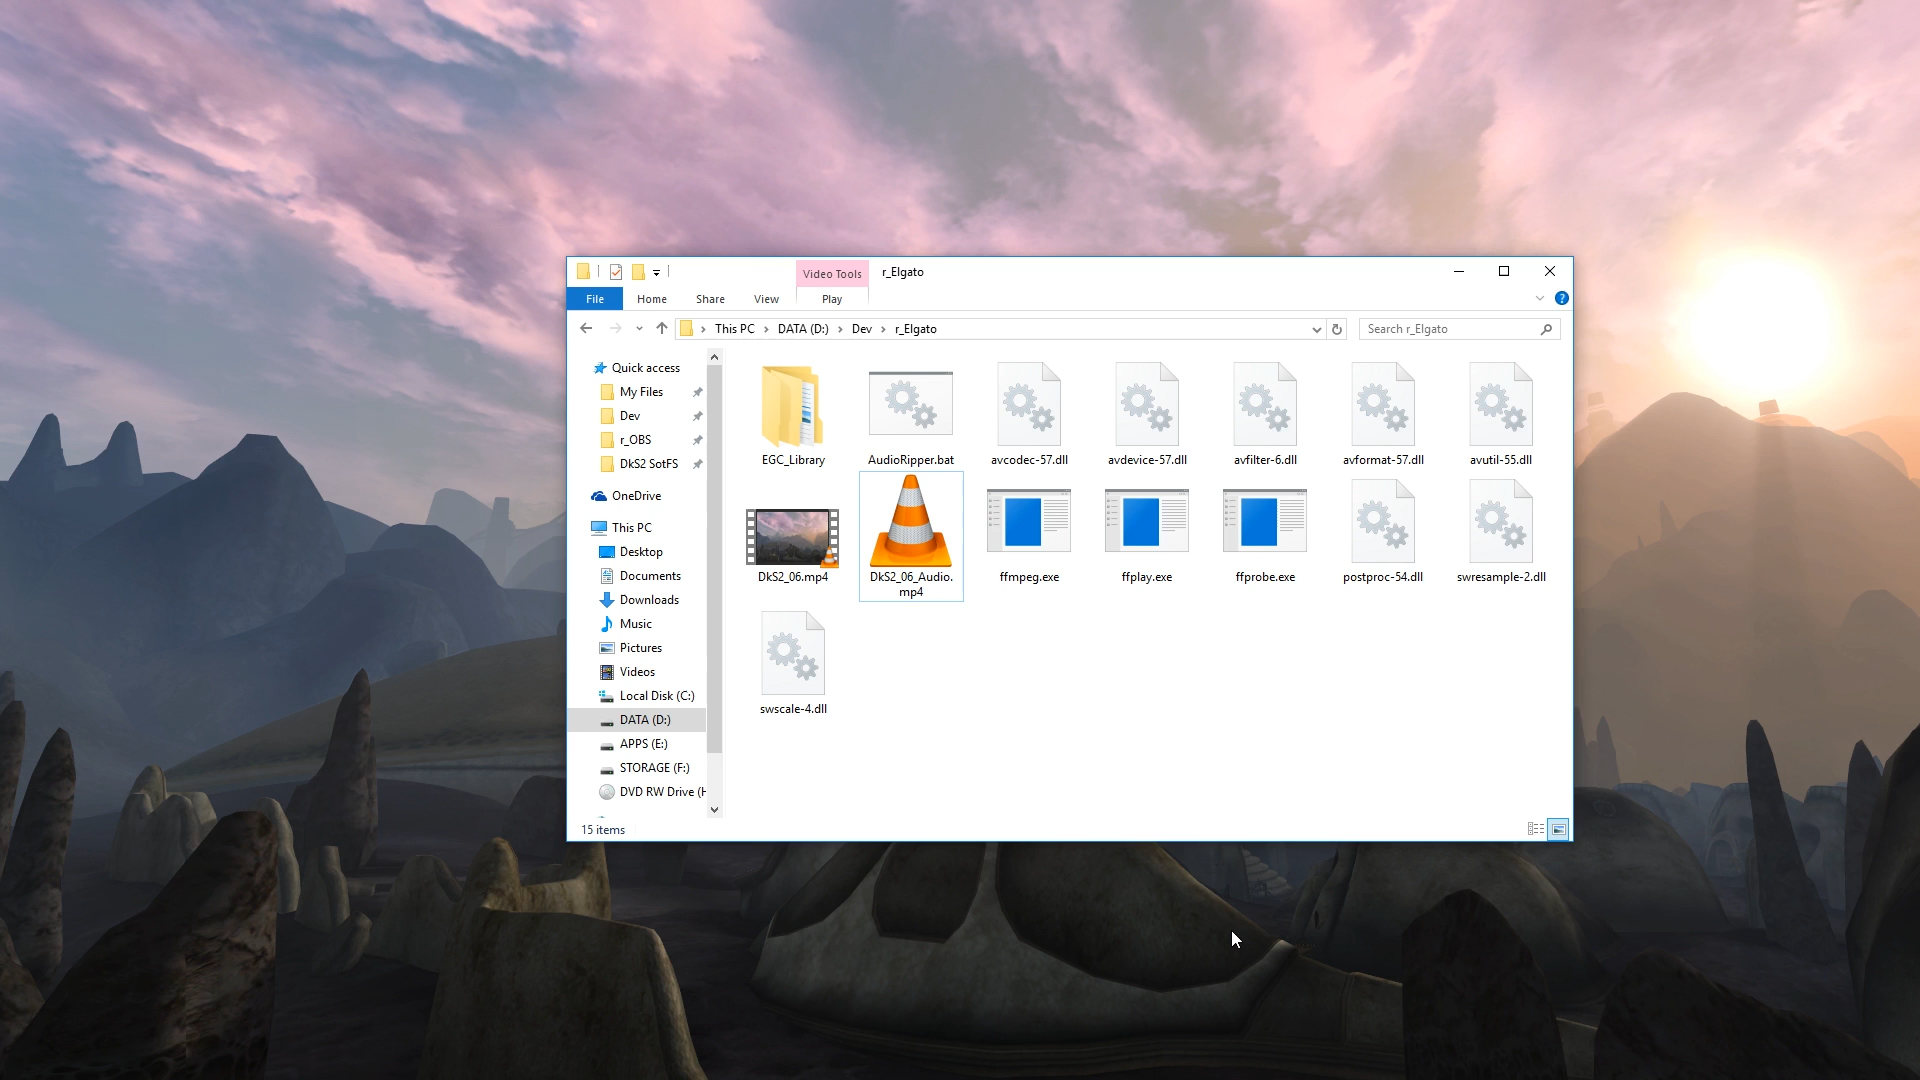 Video Tools
r_Elgato
File
Home
Share
View
Play
?
This PC
DATA (D:)
Dev
r_Elgato
Search r_Elgato
Quick access
My Files
Dev
r_OBS
DkS2 SotFS
OneDrive
This PC
Desktop
Documents
Downloads
Music
Pictures
Videos
Local Disk (C:)
DATA (D:)
APPS (E:)
STORAGE (F:)
DVD RW Drive (H
EGC_Library
AudioRipper.bat
avcodec-57.dll
avdevice-57.dll
avfilter-6.dll
avformat-57.dll
avutil-55.dll
DkS2_06.mp4
DkS2_06_Audio.
mp4
ffmpeg.exe
ffplay.exe
ffprobe.exe
postproc-54.dll
swresample-2.dll
swscale-4.dll
15 items